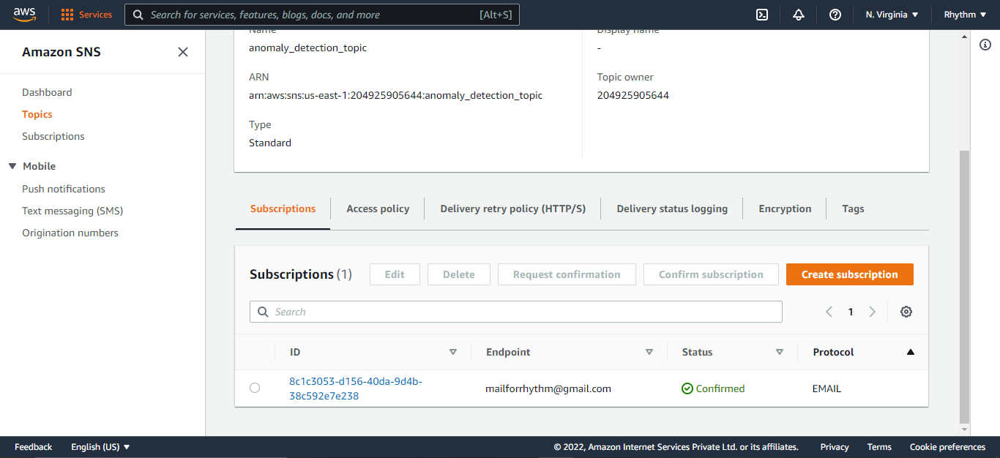 aws
Services
Search for services, features, blogs, docs, and more [Alt+S]
N. Virginia
Rhythm
Amazon SNS
Dashboard
Topics
Subscriptions
Mobile
Push notifications
Text messaging (SMS)
Origination numbers
Name
anomaly_detection_topic
ARN
arn:aws:sns:us-east-1:204925905644:anomaly_detection_topic
Type
Standard
Display name
-
Topic owner
204925905644
Subscriptions Access policy Delivery retry policy (HTTP/S) Delivery status logging Encryption Tags
Subscriptions (1) Edit Delete Request confirmation Confirm subscription Create subscription
Search
1
ID Endpoint Status Protocol
8c1c3053-d156-40da-9d4b-
38c592e7e238
mailforrhythm@gmail.com Confirmed EMAIL
Feedback English (US) © 2022, Amazon Internet Services Private Ltd. or its affiliates. Privacy Terms Cookie preferences